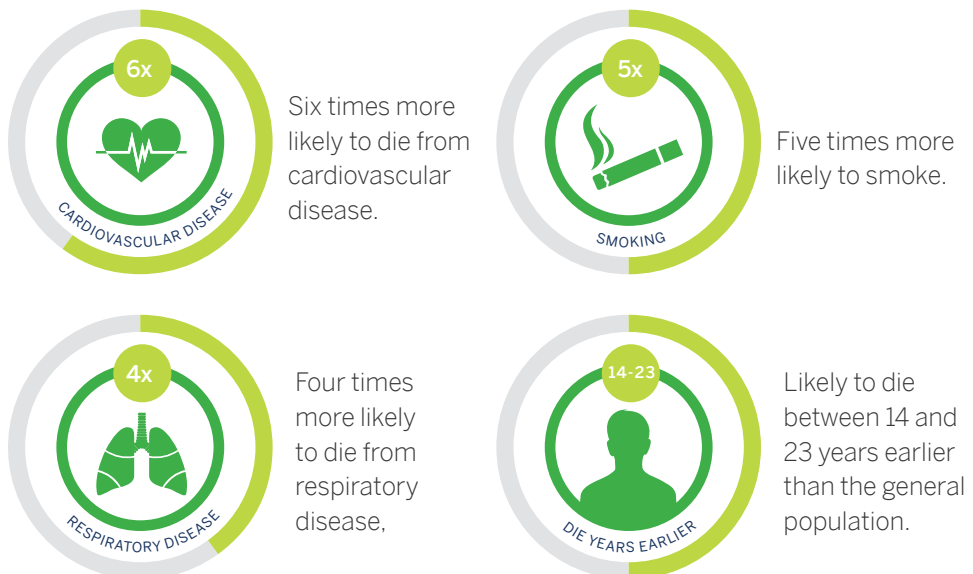 6x
CARDIOVASCULAR DISEASE
Six times more
likely to die from
cardiovascular
disease.
5x
SMOKING
Five times more
likely to smoke.
4x
RESPIRATORY DISEASE
Four times
more likely
to die from
respiratory
disease,
14-23
DIE YEARS EARLIER
Likely to die
between 14 and
23 years earlier
than the general
population.